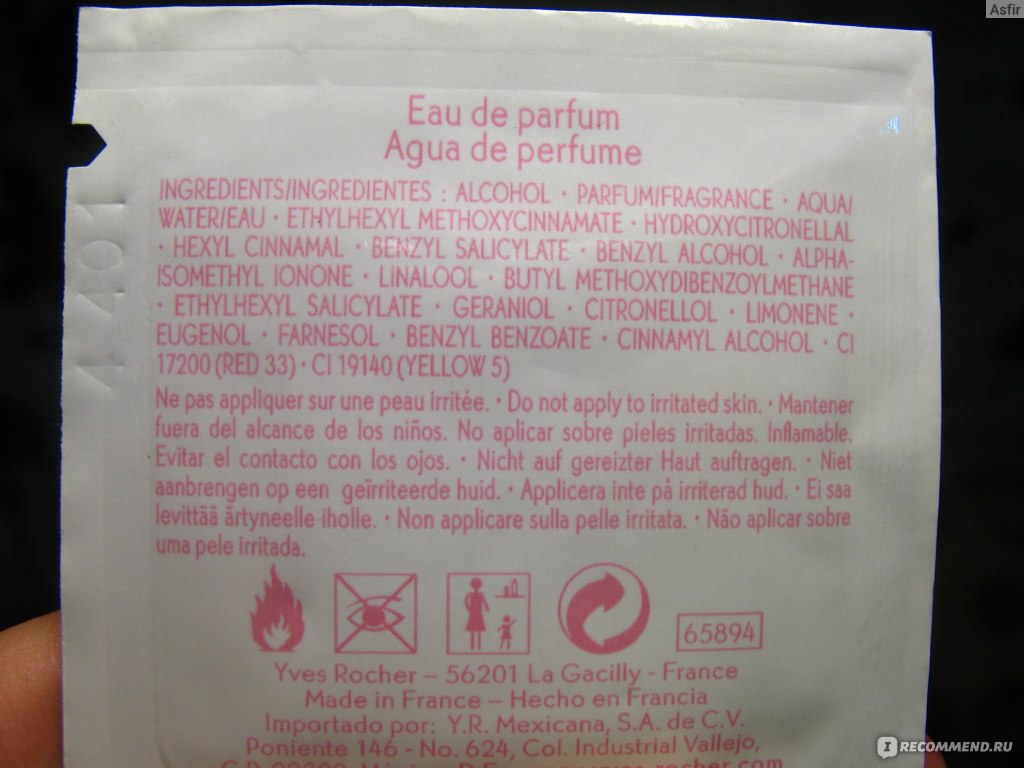 Asfir
Eau de parfum
Agua de perfume
INGREDIENTS/INGREDIENTES : ALCOHOL · PARFUM/FRAGRANCE · AQUA/
WATER/EAU · ETHYLHEXYL METHOXYCINNAMATE · HYDROXYCITRONELLAL
· HEXYL CINNAMAL · BENZYL SALICYLATE · BENZYL ALCOHOL · ALPHA-
ISOMETHYL IONONE · LINALOOL · BUTYL METHOXYDIBENZOYLMETHANE
· ETHYLHEXYL SALICYLATE · GERANIOL · CITRONELLOL · LIMONENE ·
EUGENOL · FARNESOL · BENZYL BENZOATE · CINNAMYL ALCOHOL · CI
17200 (RED 33) · CI 19140 (YELLOW 5)
Ne pas appliquer sur une peau irritée. · Do not apply to irritated skin. · Mantener
fuera del alcance de los niños. No aplicar sobre pieles irritadas. Inflamable.
Evitar el contacto con los ojos. · Nicht auf gereizter Haut auftragen. · Niet
aanbrengen op een geïrriteerde huid. · Applicera inte på irriterad hud. · Ei saa
levittää ärtyneelle iholle. · Non applicare sulla pelle irritata. · Não aplicar sobre
uma pele irritada.
1401
65894
Yves Rocher – 56201 La Gacilly - France
Made in France – Hecho en Francia
Importado por: Y.R. Mexicana, S.A. de C.V.
Poniente 146 - No. 624, Col. Industrial Vallejo,
IRECOMMEND.RU